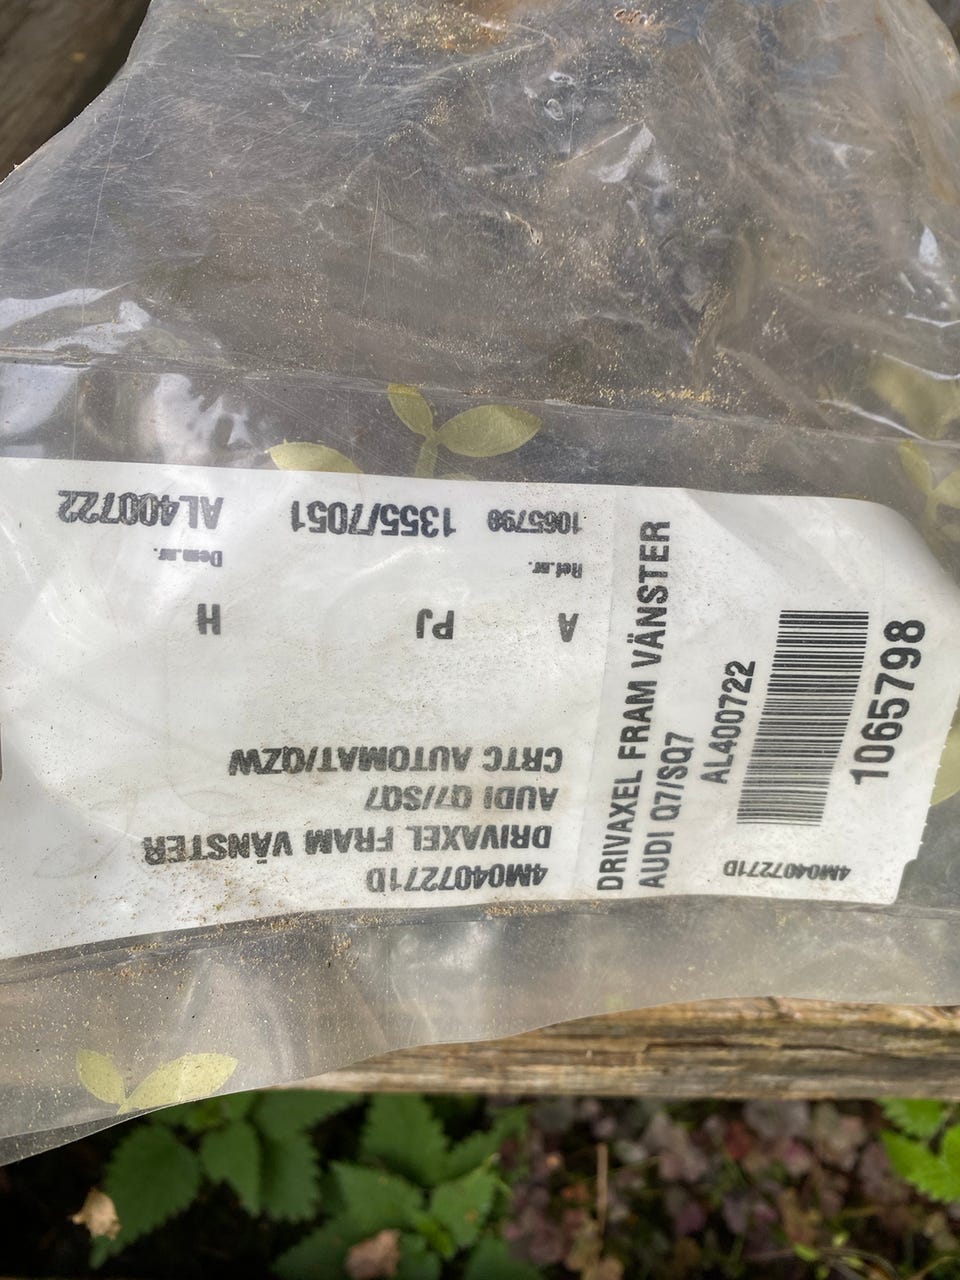 4M0407271D
DRIVAXEL FRAM VÄNSTER
AUDI Q7/SQ7
CRTC AUTOMAT/QZW
A PJ H
Ref.nr. Dem.nr.
1065798 1355/7051 AL400722
DRIVAXEL FRAM VÄNSTER
AUDI Q7/SQ7
AL400722
1065798
4M0407271D